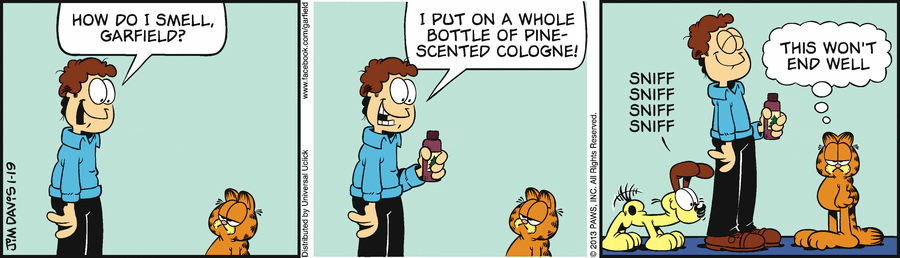 HOW DO I SMELL,
GARFIELD?
JIM DAVIS 1-19
www.facebook.com/garfield
Distributed by Universal Uclick
I PUT ON A WHOLE
BOTTLE OF PINE-
SCENTED COLOGNE!
© 2013 PAWS, INC. All Rights Reserved.
SNIFF
SNIFF
SNIFF
SNIFF
THIS WON'T
END WELL